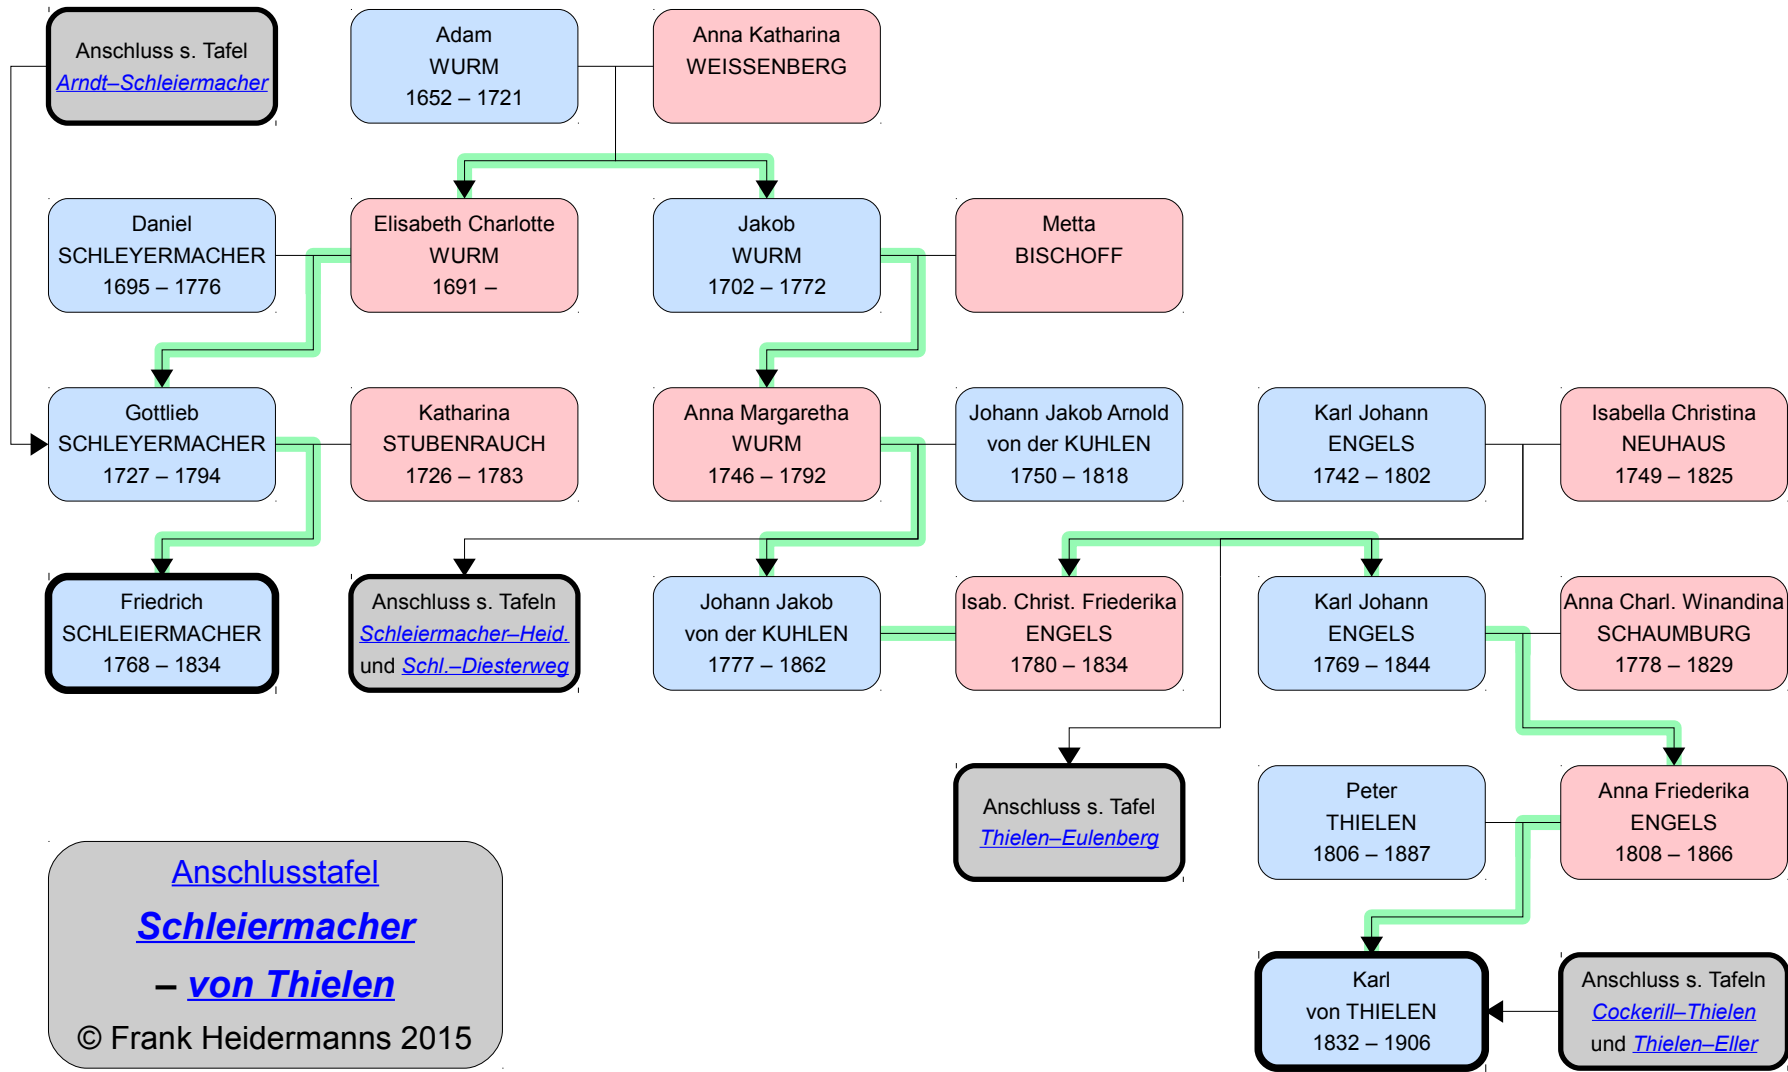 Anschluss s. Tafel
Arndt–Schleiermacher
Adam
WURM
1652 – 1721
Anna Katharina
WEISSENBERG
Daniel
SCHLEYERMACHER
1695 – 1776
Elisabeth Charlotte
WURM
1691 –
Jakob
WURM
1702 – 1772
Metta
BISCHOFF
Gottlieb
SCHLEYERMACHER
1727 – 1794
Katharina
STUBENRAUCH
1726 – 1783
Anna Margaretha
WURM
1746 – 1792
Johann Jakob Arnold
von der KUHLEN
1750 – 1818
Karl Johann
ENGELS
1742 – 1802
Isabella Christina
NEUHAUS
1749 – 1825
Friedrich
SCHLEIERMACHER
1768 – 1834
Anschluss s. Tafeln
Schleiermacher–Heid.
und Schl.–Diesterweg
Johann Jakob
von der KUHLEN
1777 – 1862
Isab. Christ. Friederika
ENGELS
1780 – 1834
Karl Johann
ENGELS
1769 – 1844
Anna Charl. Winandina
SCHAUMBURG
1778 – 1829
Anschluss s. Tafel
Thielen–Eulenberg
Peter
THIELEN
1806 – 1887
Anna Friederika
ENGELS
1808 – 1866
Anschlusstafel
Schleiermacher
– von Thielen
© Frank Heidermanns 2015
Karl
von THIELEN
1832 – 1906
Anschluss s. Tafeln
Cockerill–Thielen
und Thielen–Eller